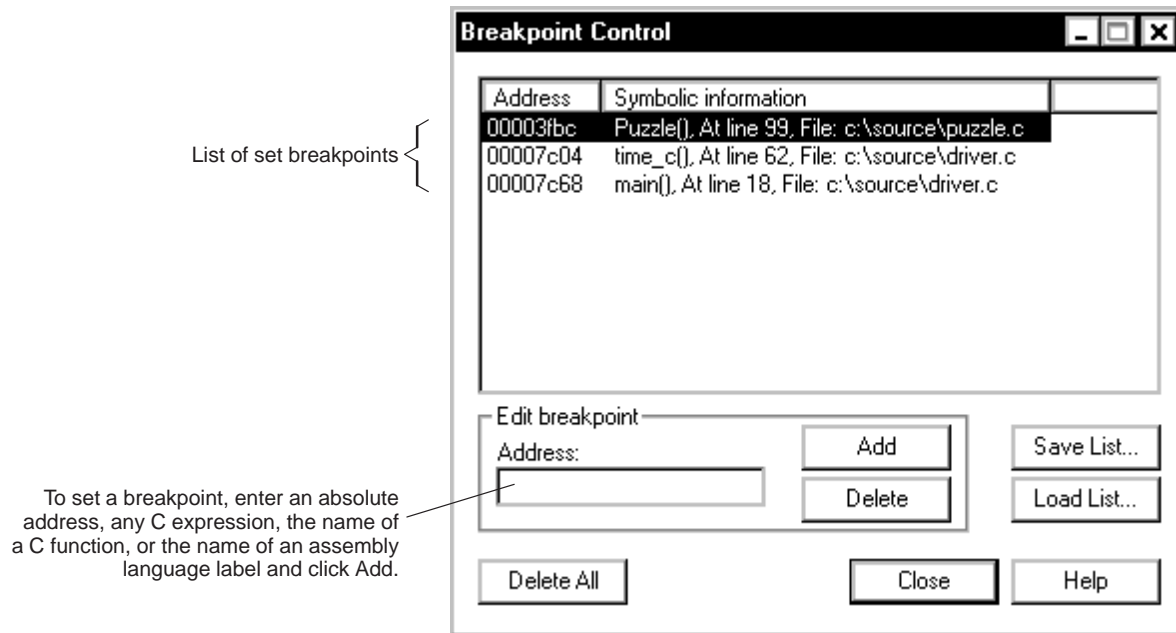 Breakpoint Control
Address Symbolic information
00003fbc Puzzle(), At line 99, File: c:\source\puzzle.c
List of set breakpoints
00007c04 time_c(), At line 62, File: c:\source\driver.c
00007c68 main(), At line 18, File: c:\source\driver.c
Edit breakpoint
Address:
Add
Save List...
Delete
Load List...
To set a breakpoint, enter an absolute
address, any C expression, the name of
a C function, or the name of an assembly
language label and click Add.
Delete All
Close
Help